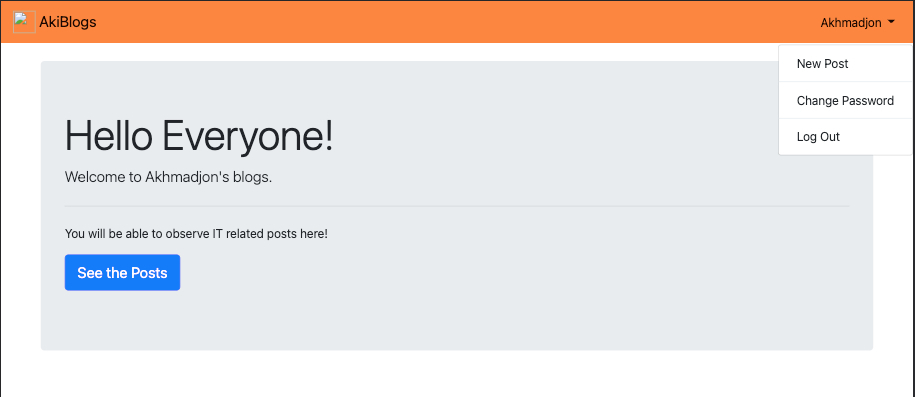 AkiBlogs
Akhmadjon
New Post
Change Password
Log Out
Hello Everyone!
Welcome to Akhmadjon's blogs.
You will be able to observe IT related posts here!
See the Posts